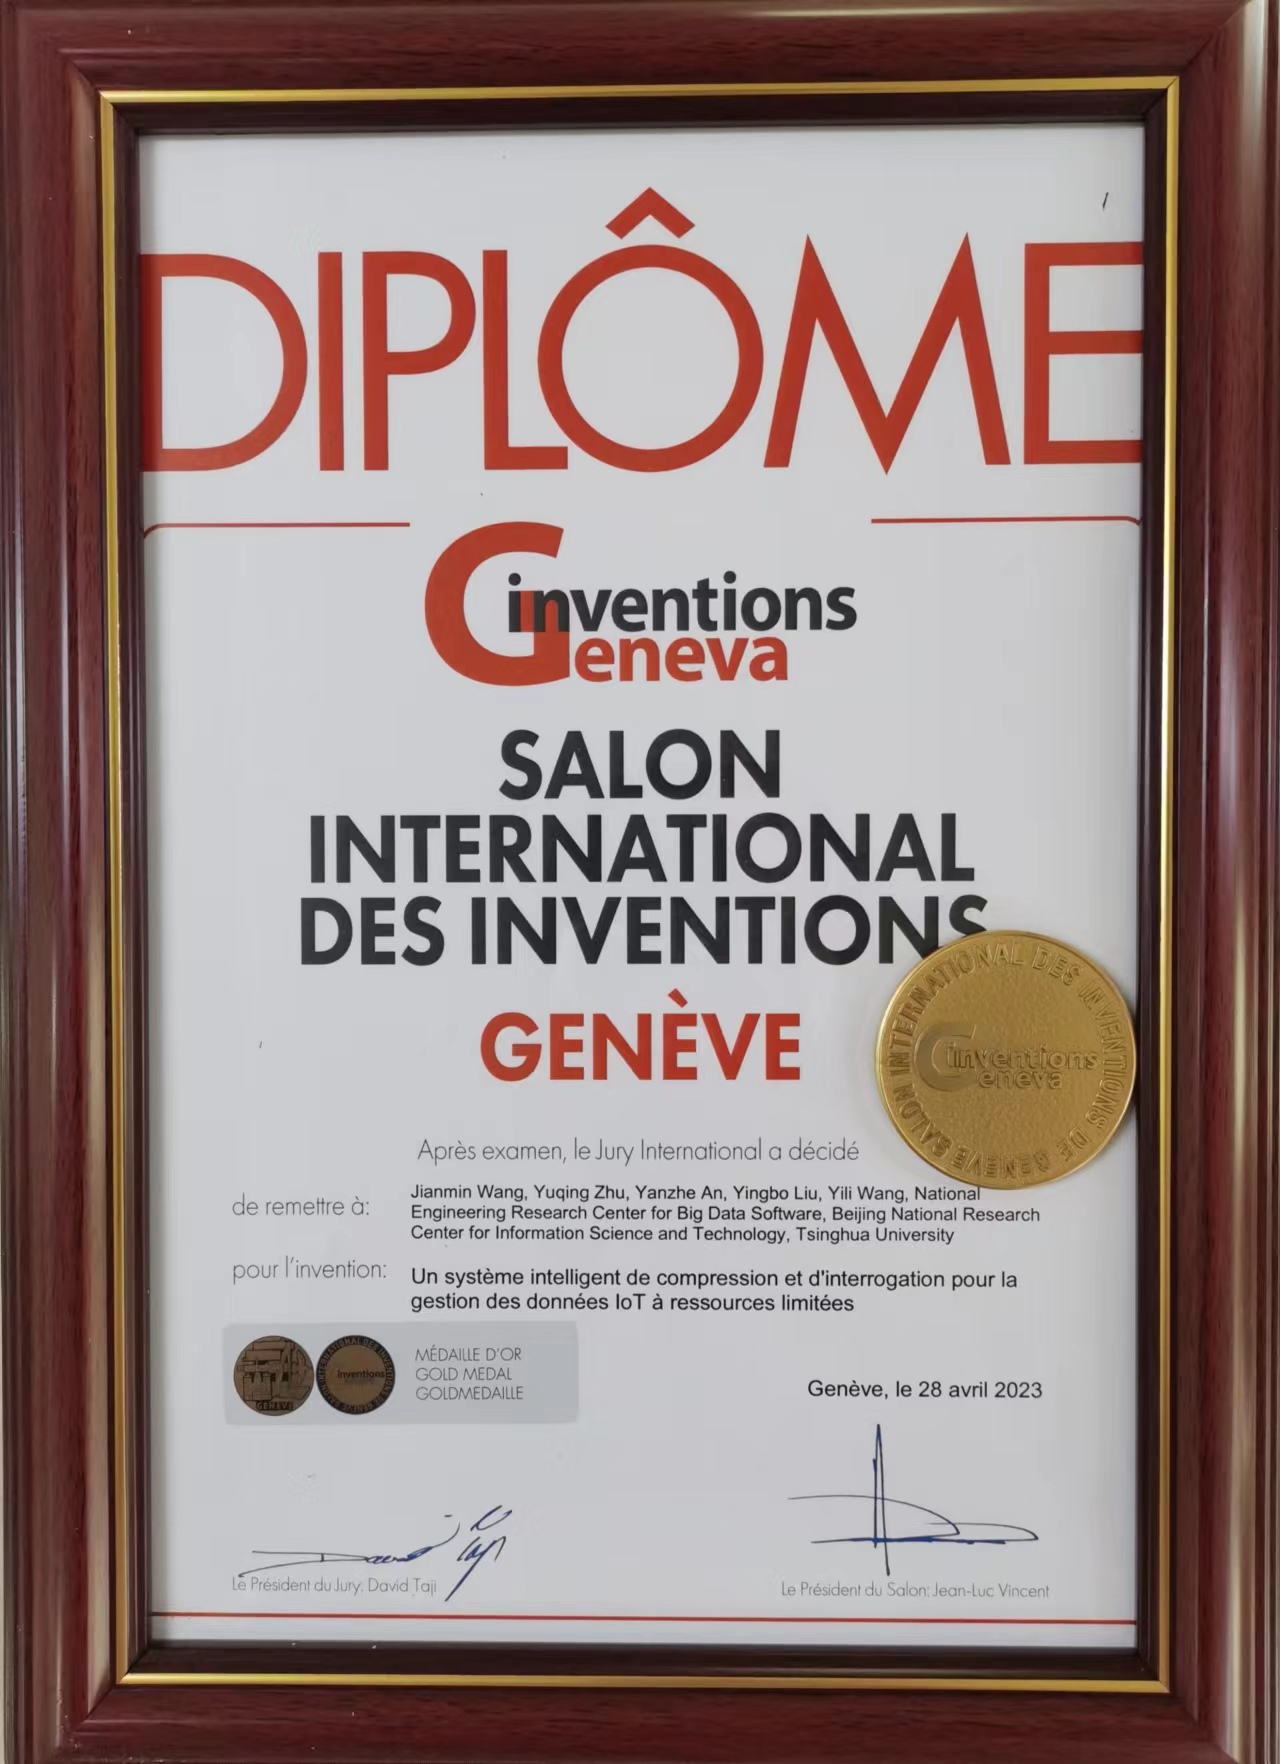 DIPLÔME
inventions
Geneva
SALON
INTERNATIONAL
DES INVENTIONS
GENÈVE
SALON INTERNATIONAL DES INVENTIONS DE GENÈVE
inventions
Geneva
Après examen, le Jury International a décidé
de remettre à:
Jianmin Wang, Yuqing Zhu, Yanzhe An, Yingbo Liu, Yili Wang, National
Engineering Research Center for Big Data Software, Beijing National Research
Center for Information Science and Technology, Tsinghua University
pour l'invention:
Un système intelligent de compression et d'interrogation pour la
gestion des données IoT à ressources limitées
GENÈVE
inventions
MÉDAILLE D'OR
GOLD MEDAL
GOLDMEDAILLE
Genève, le 28 avril 2023
Le Président du Jury: David Taji
Le Président du Salon: Jean-Luc Vincent